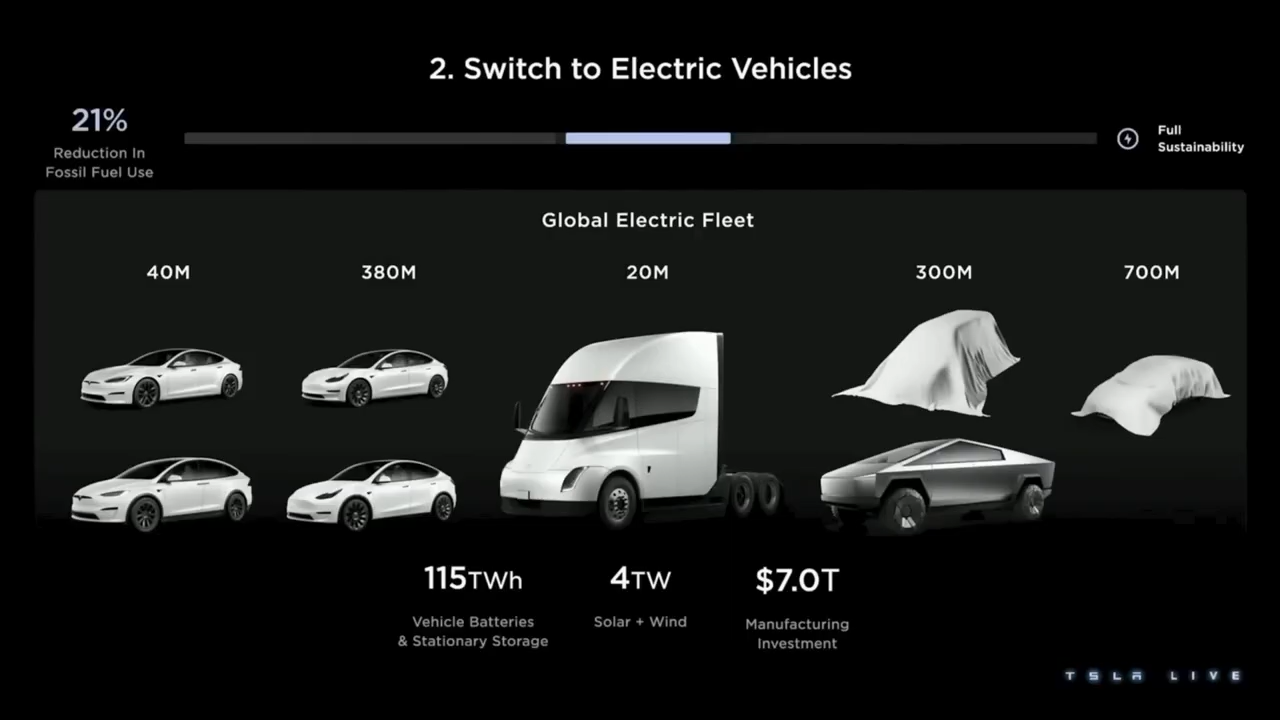 2. Switch to Electric Vehicles
21%
Reduction In
Fossil Fuel Use
Full
Sustainability
Global Electric Fleet
40M 380M 20M 300M 700M
115TWh 4TW $7.0T
Vehicle Batteries
& Stationary Storage
Solar + Wind
Manufacturing
Investment
TSLA LIVE